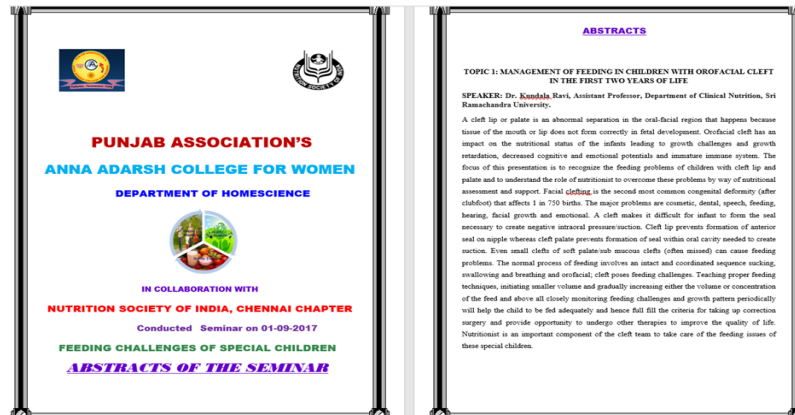 PUNJAB ASSOCIATION'S
ANNA ADARSH COLLEGE FOR WOMEN
DEPARTMENT OF HOMESCIENCE
IN COLLABORATION WITH
NUTRITION SOCIETY OF INDIA, CHENNAI CHAPTER
Conducted Seminar on 01-09-2017
FEEDING CHALLENGES OF SPECIAL CHILDREN
ABSTRACTS OF THE SEMINAR
ABSTRACTS
TOPIC 1: MANAGEMENT OF FEEDING IN CHILDREN WITH OROFACIAL CLEFT
IN THE FIRST TWO YEARS OF LIFE
SPEAKER: Dr. Kundala Ravi, Assistant Professor, Department of Clinical Nutrition, Sri
Ramachandra University.
A cleft lip or palate is an abnormal separation in the oral-facial region that happens because
tissue of the mouth or lip does not form correctly in fetal development. Orofacial cleft has an
impact on the nutritional status of the infants leading to growth challenges and growth
retardation, decreased cognitive and emotional potentials and immature immune system. The
focus of this presentation is to recognize the feeding problems of children with cleft lip and
palate and to understand the role of nutritionist to overcome these problems by way of nutritional
assessment and support. Facial clefting is the second most common congenital deformity (after
clubfoot) that affects 1 in 750 births. The major problems are cosmetic, dental, speech, feeding,
hearing, facial growth and emotional. A cleft makes it difficult for infant to form the seal
necessary to create negative intraoral pressure/suction. Cleft lip prevents formation of anterior
seal on nipple whereas cleft palate prevents formation of seal within oral cavity needed to create
suction. Even small clefts of soft palate/sub mucous clefts (often missed) can cause feeding
problems. The normal process of feeding involves an intact and coordinated sequence sucking,
swallowing and breathing and orofacial; cleft poses feeding challenges. Teaching proper feeding
techniques, initiating smaller volume and gradually increasing either the volume or concentration
of the feed and above all closely monitoring feeding challenges and growth pattern periodically
will help the child to be fed adequately and hence full fill the criteria for taking up correction
surgery and provide opportunity to undergo other therapies to improve the quality of life.
Nutritionist is an important component of the cleft team to take care of the feeding issues of
these special children.